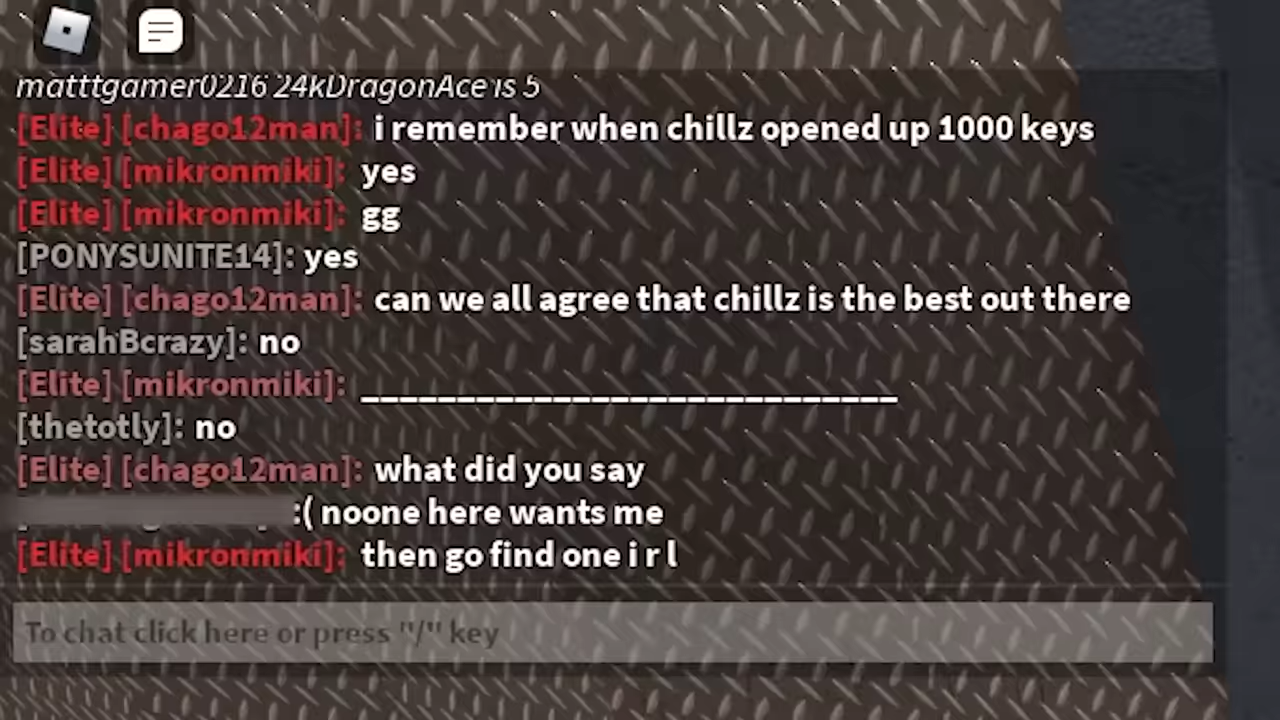 matttgamer0216 24kDragonAce is 5
[Elite] [chago12man]: i remember when chillz opened up 1000 keys
[Elite] [mikronmiki]: yes
[Elite] [mikronmiki]: gg
[PONYSUNITE14]: yes
[Elite] [chago12man]: can we all agree that chillz is the best out there
[sarahBcrazy]: no
[Elite] [mikronmiki]: ____________________________
[thetotly]: no
[Elite] [chago12man]: what did you say
:( noone here wants me
[Elite] [mikronmiki]: then go find one i r l
To chat click here or press "/" key